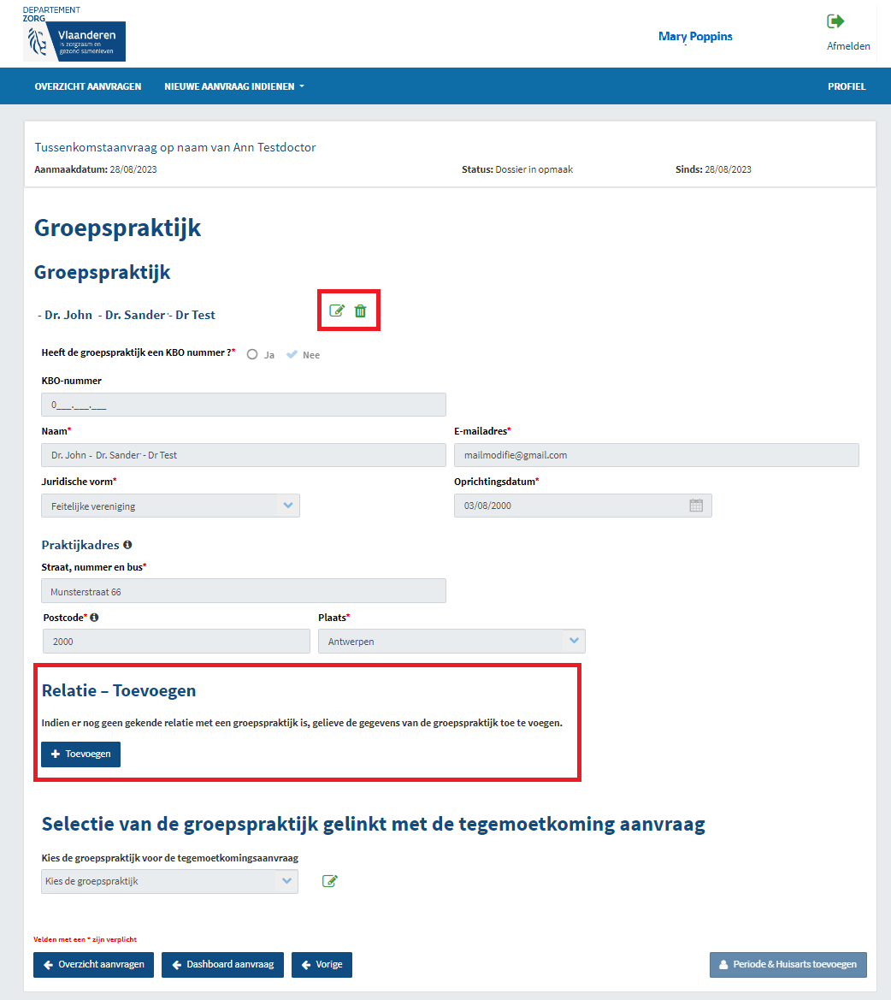 DEPARTEMENT
ZORG
Vlaanderen
is zorgzaam en
gezond samenleven
Mary Poppins
Afmelden
OVERZICHT AANVRAGEN NIEUWE AANVRAAG INDIENEN PROFIEL
Tussenkomstaanvraag op naam van Ann Testdoctor
Aanmaakdatum: 28/08/2023 Status: Dossier in opmaak Sinds: 28/08/2023
Groepspraktijk
Groepspraktijk
- Dr. John - Dr. Sander - Dr Test
Heeft de groepspraktijk een KBO nummer ?* Ja Nee
KBO-nummer
0___.___.___
Naam* E-mailadres*
Dr. John - Dr. Sander - Dr Test mailmodifie@gmail.com
Juridische vorm* Oprichtingsdatum*
Feitelijke vereniging 03/08/2000
Praktijkadres
Straat, nummer en bus*
Munsterstraat 66
Postcode* Plaats*
2000 Antwerpen
Relatie – Toevoegen
Indien er nog geen gekende relatie met een groepspraktijk is, gelieve de gegevens van de groepspraktijk toe te voegen.
Toevoegen
Selectie van de groepspraktijk gelinkt met de tegemoetkoming aanvraag
Kies de groepspraktijk voor de tegemoetkomingsaanvraag
Kies de groepspraktijk
Velden met een * zijn verplicht
Overzicht aanvragen Dashboard aanvraag Vorige Periode & Huisarts toevoegen